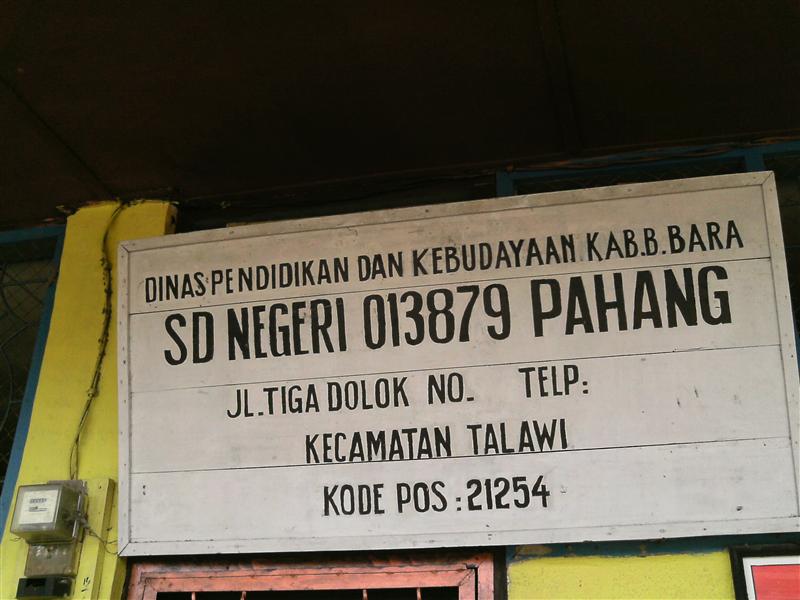 DINAS PENDIDIKAN DAN KEBUDAYAAN KAB.B.BARA
SD NEGERI 013879 PAHANG
JL.TIGA DOLOK NO. TELP:
KECAMATAN TALAWI
KODE POS : 21254